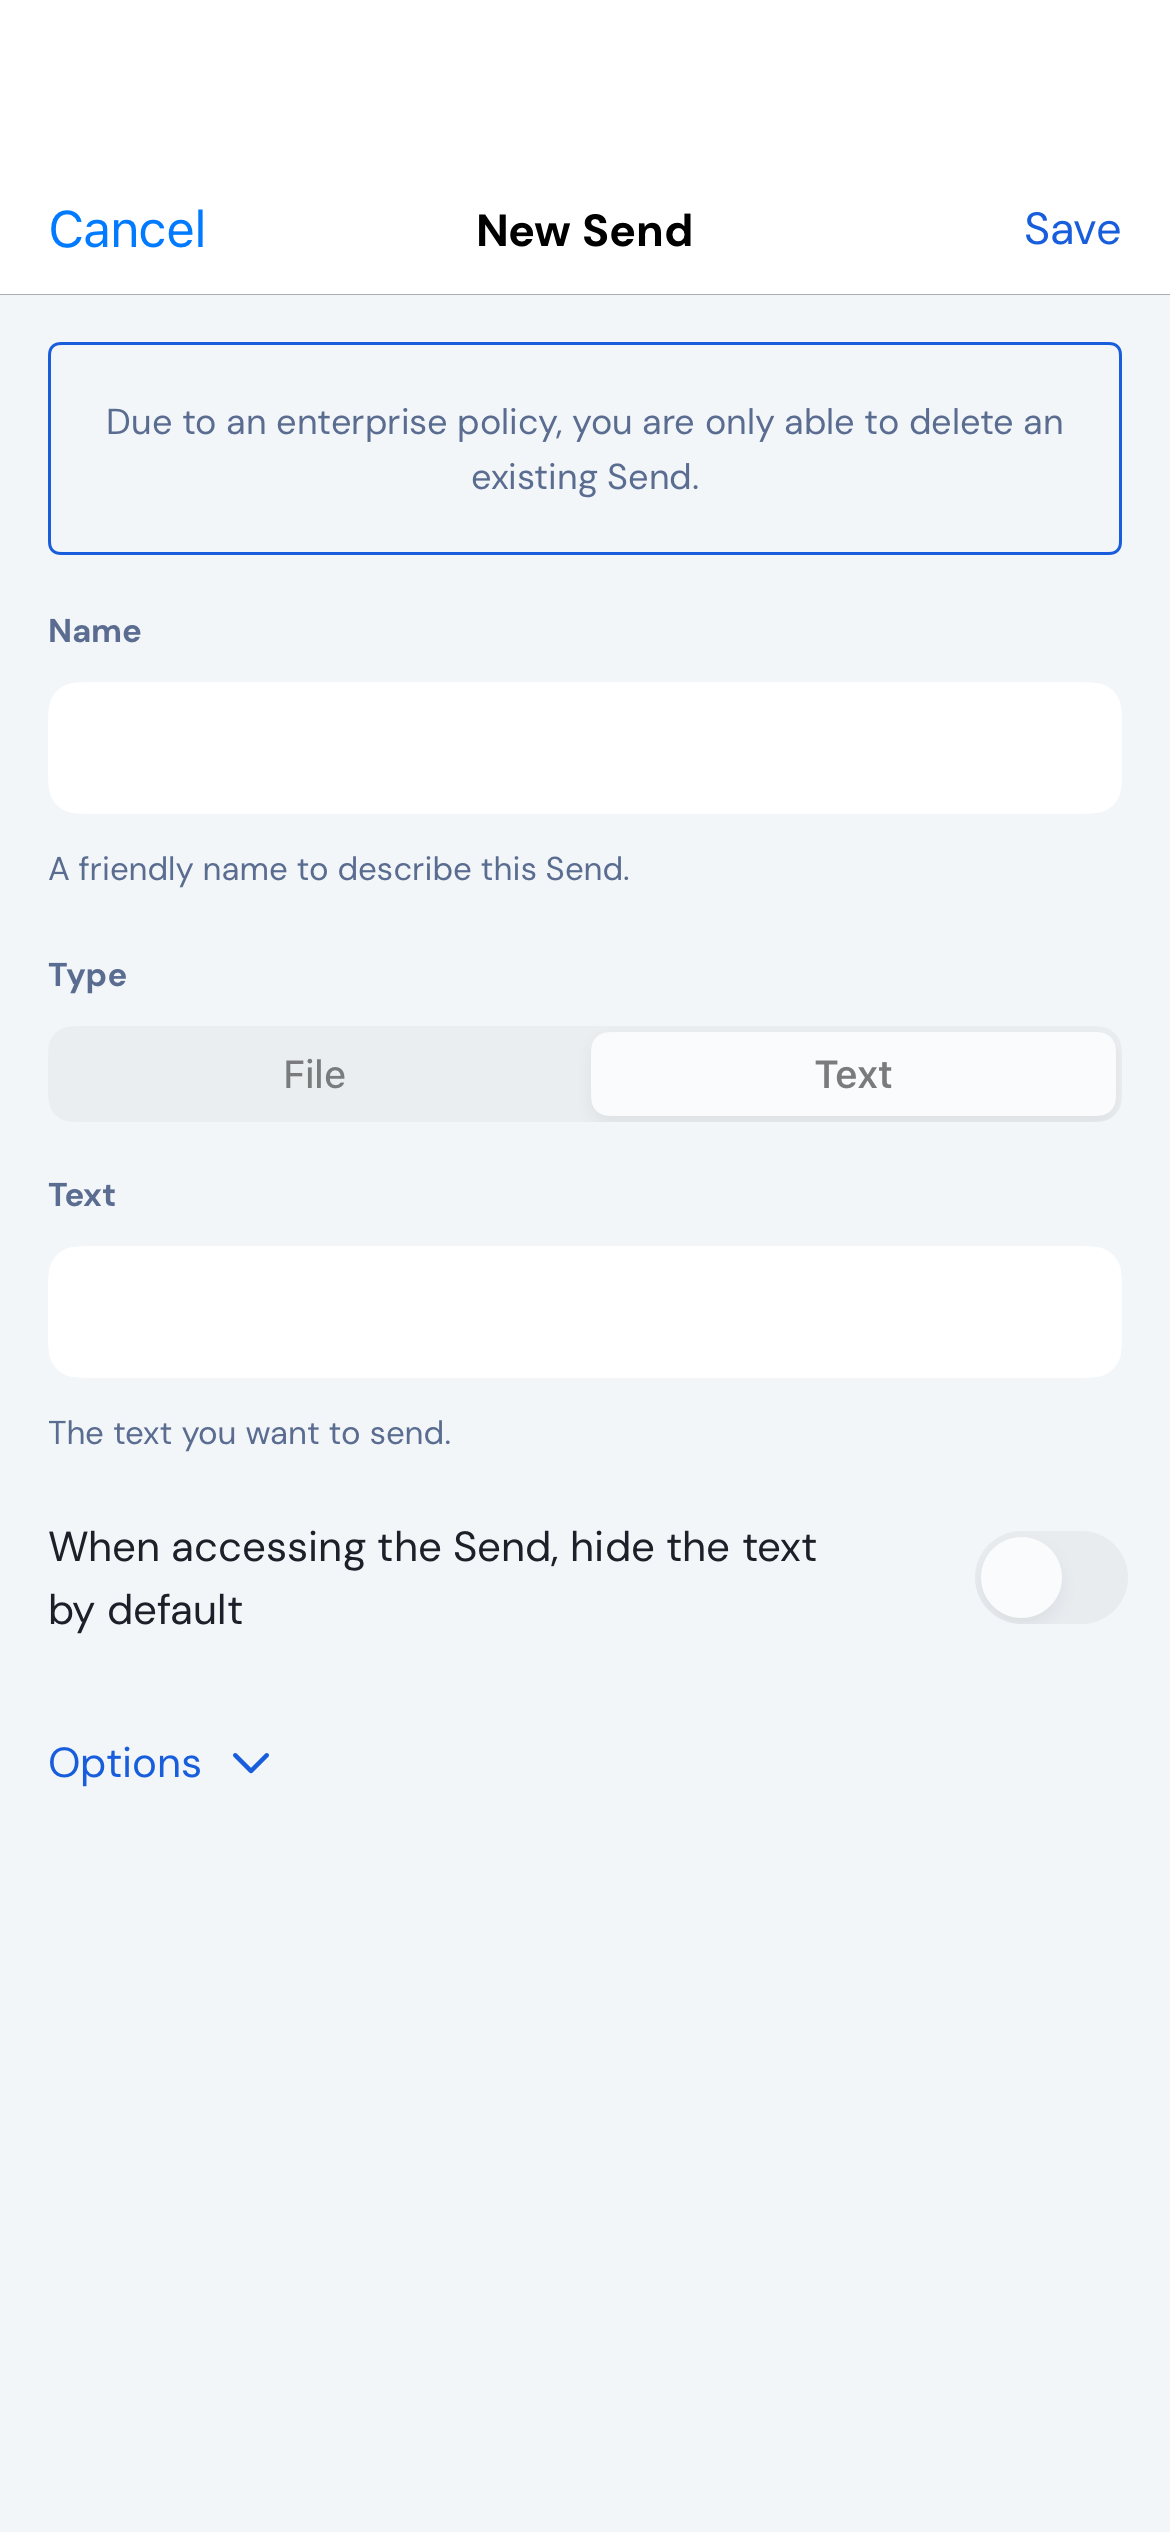 Cancel New Send Save
Due to an enterprise policy, you are only able to delete an
existing Send.
Name
A friendly name to describe this Send.
Type
File Text
Text
The text you want to send.
When accessing the Send, hide the text
by default
Options